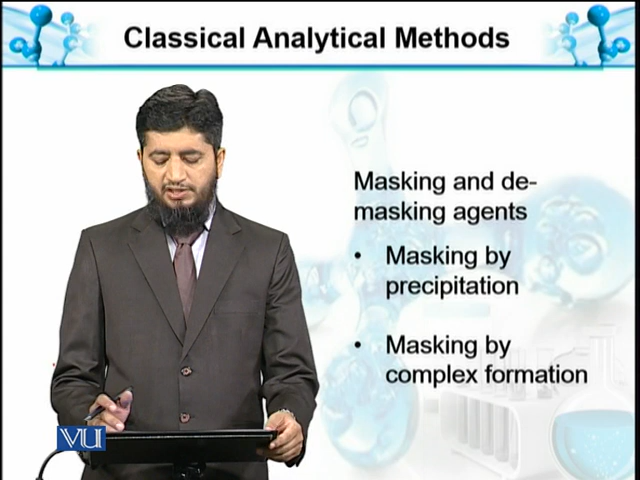 Classical Analytical Methods
Masking and de-
masking agents
• Masking by
precipitation
• Masking by
complex formation
VU